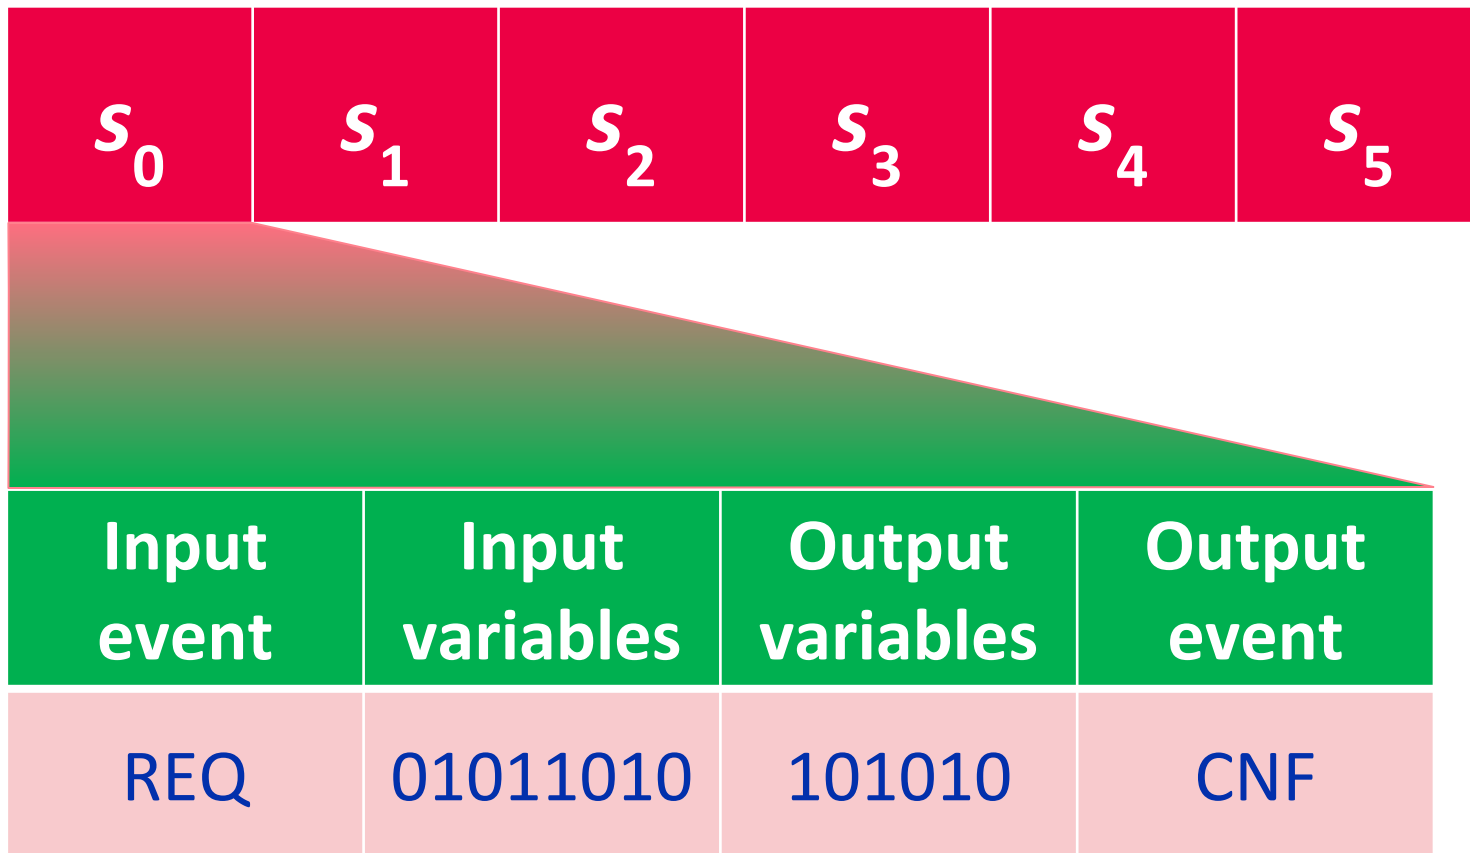 s0 s1 s2 s3 s4 s5
Input event Input variables Output variables Output event
REQ 01011010 101010 CNF